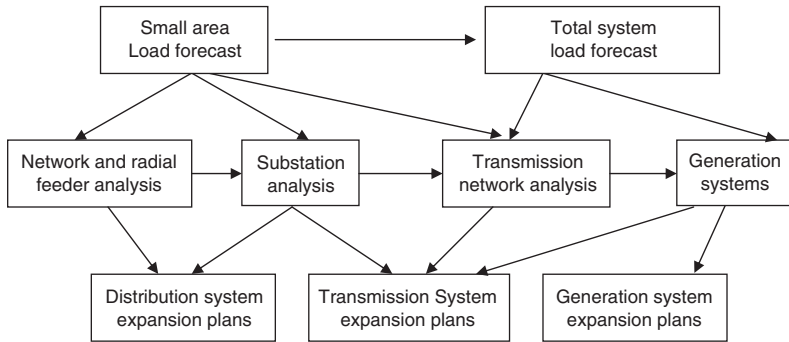 Small area
Load forecast
Total system
load forecast
Network and radial
feeder analysis
Substation
analysis
Transmission
network analysis
Generation
systems
Distribution system
expansion plans
Transmission System
expansion plans
Generation system
expansion plans